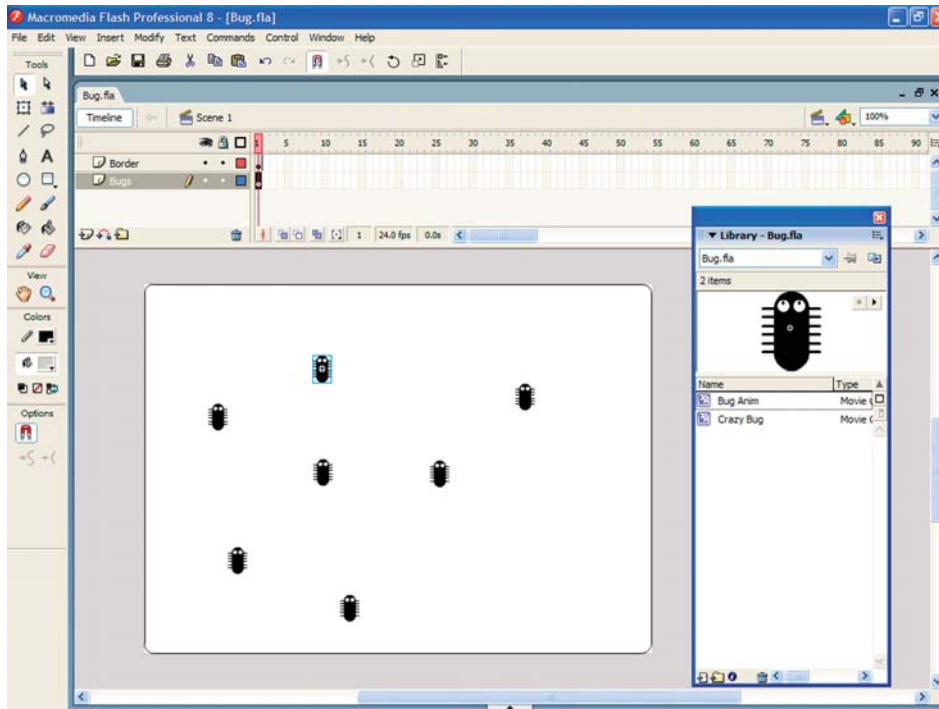 Macromedia Flash Professional 8 - [Bug.fla]
File Edit View Insert Modify Text Commands Control Window Help
Tools
Bug.fla
Timeline Scene 1 100%
1 5 10 15 20 25 30 35 40 45 50 55 60 65 70 75 80 85 90
Border
Bugs
1 24.0 fps 0.0s
Library - Bug.fla
Bug.fla
2 items
Name Type
Bug Anim Movie
Crazy Bug Movie
View
Colors
Options